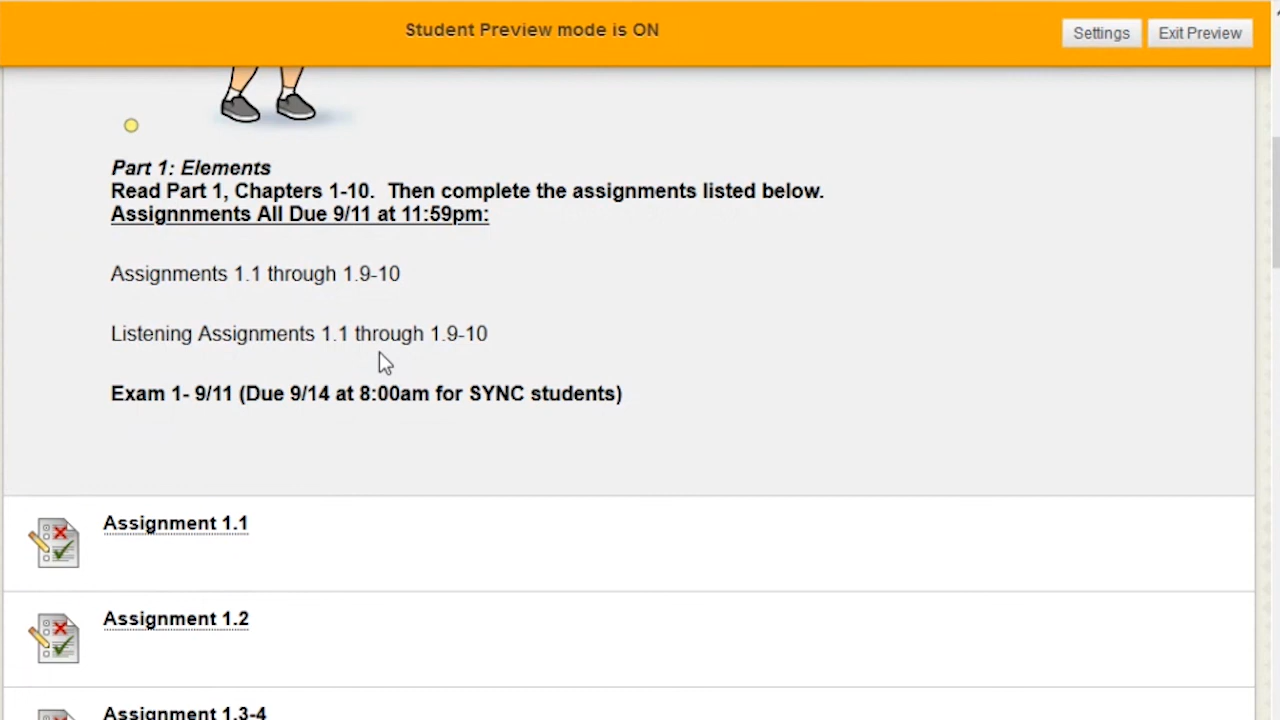 Student Preview mode is ON
Settings
Exit Preview
Part 1: Elements
Read Part 1, Chapters 1-10.  Then complete the assignments listed below.
Assignnments All Due 9/11 at 11:59pm:
Assignments 1.1 through 1.9-10
Listening Assignments 1.1 through 1.9-10
Exam 1- 9/11 (Due 9/14 at 8:00am for SYNC students)
Assignment 1.1
Assignment 1.2
Assignment 1.3-4